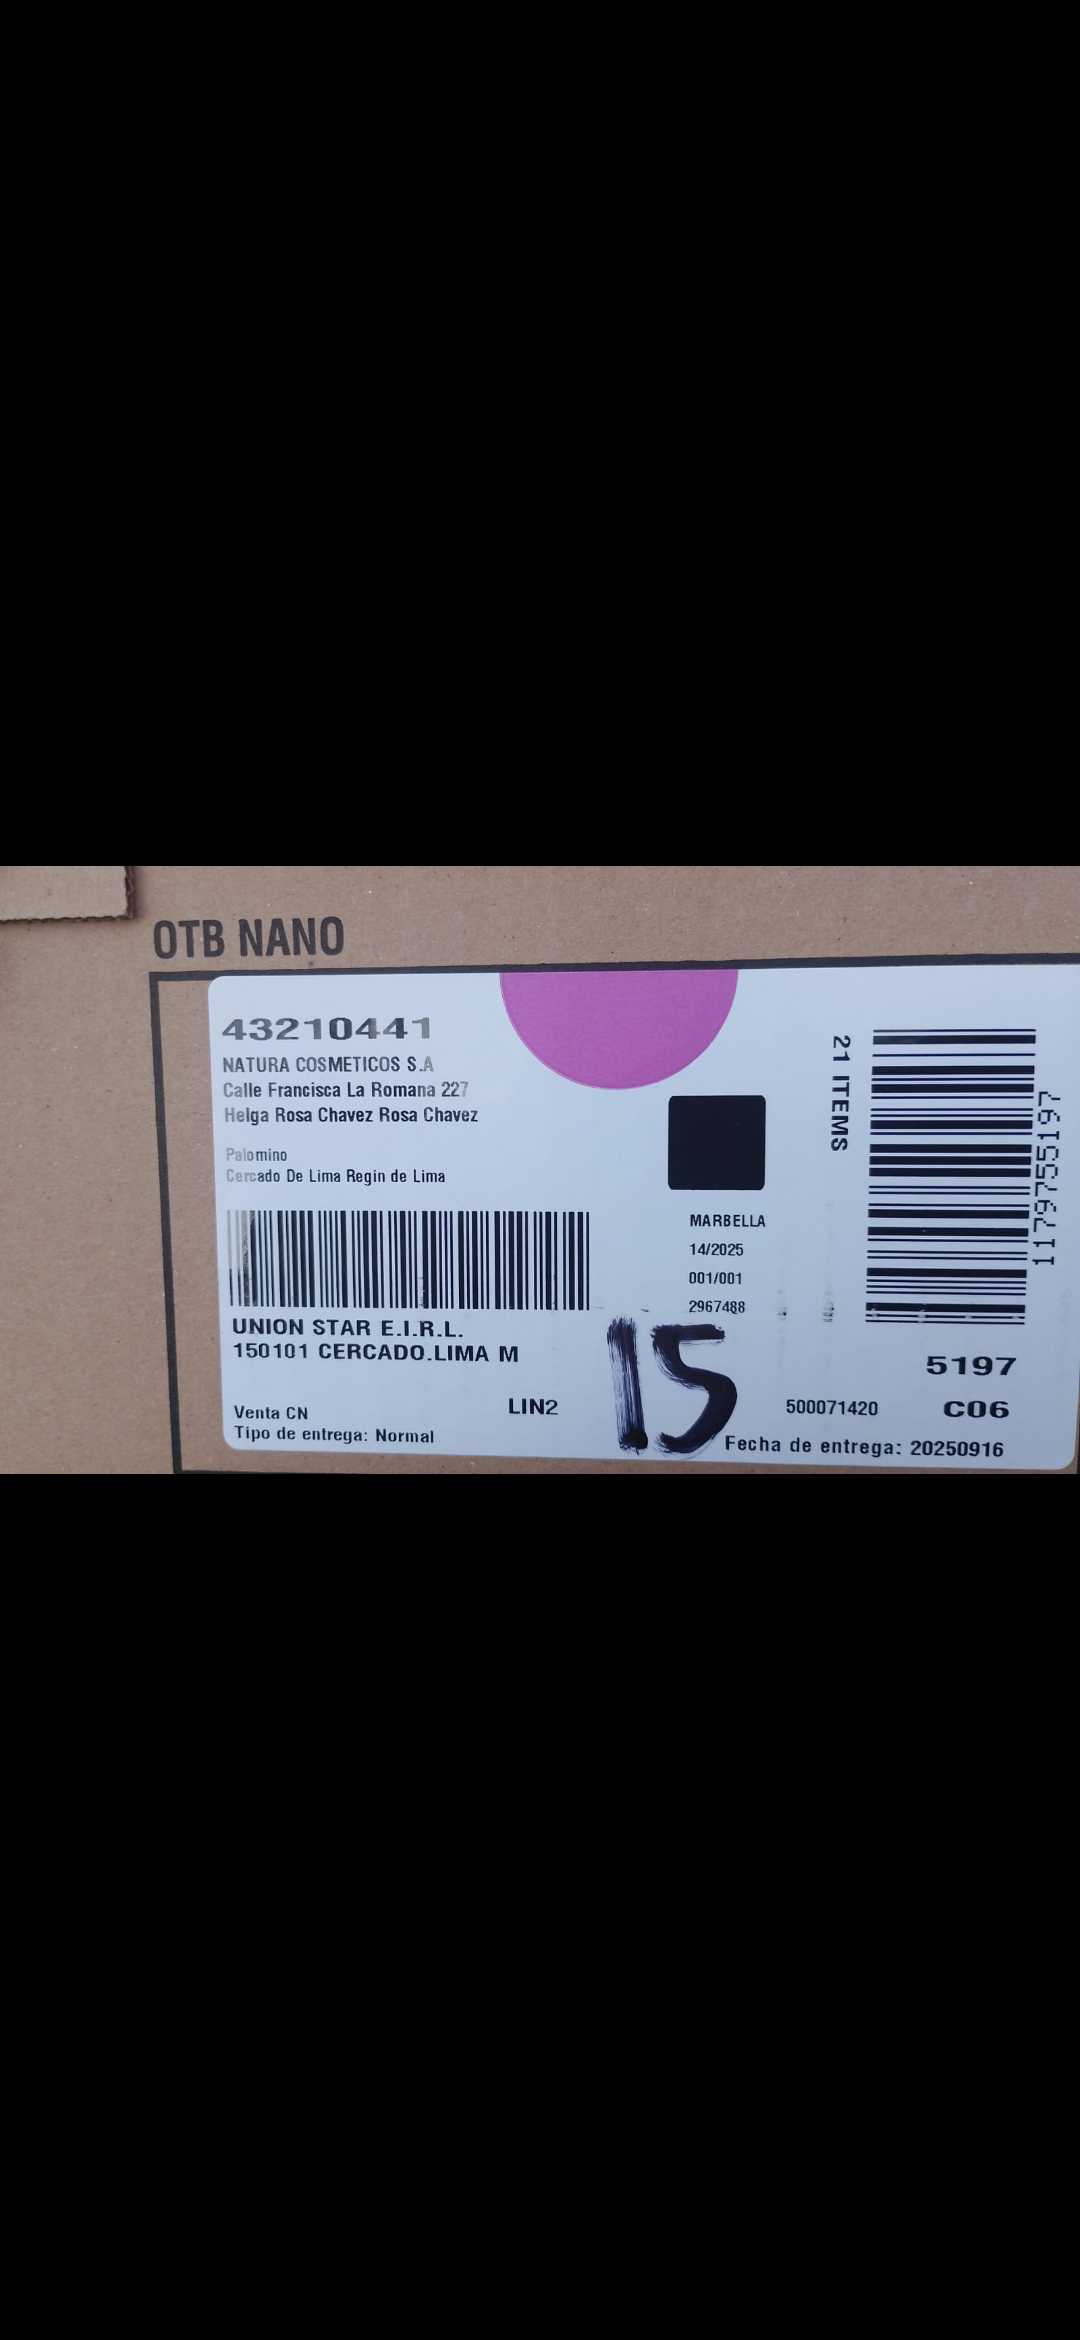 OTB NANO
43210441
NATURA COSMETICOS S.A
Calle Francisca La Romana 227
Helga Rosa Chavez Rosa Chavez
Palomino
Cercado De Lima Regin de Lima
UNION STAR E.I.R.L.
150101 CERCADO.LIMA M
Venta CN
Tipo de entrega: Normal
LIN2
MARBELLA
14/2025
001/001
2967488
15
21 ITEMS
1179755197
5197
500071420
C06
Fecha de entrega: 20250916